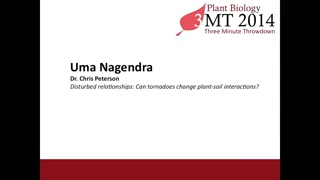 Plant Biology
3MT 2014
Three Minute Throwdown
Uma Nagendra
Dr. Chris Peterson
Disturbed relationships: Can tornadoes change plant-soil interactions?